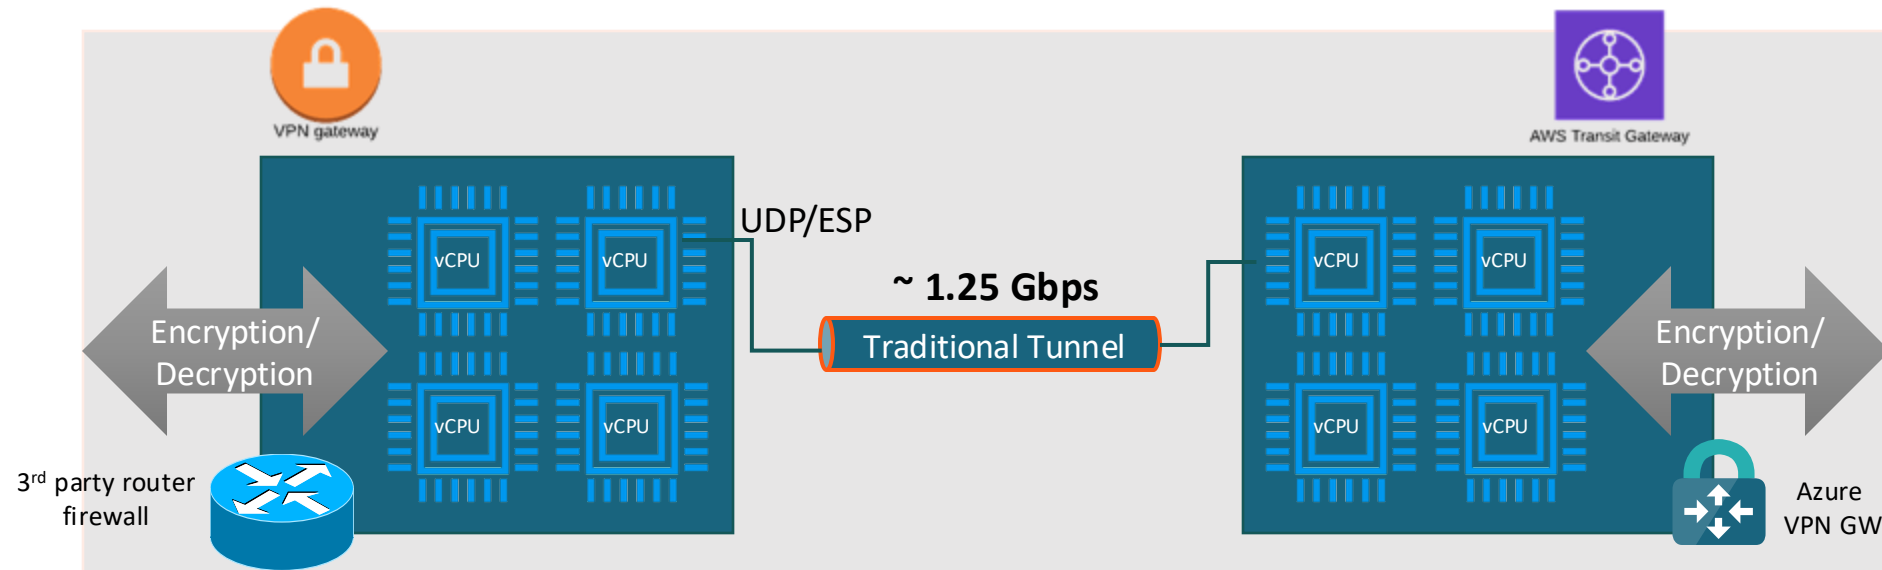 VPN gateway
AWS Transit Gateway
UDP/ESP
vCPU
vCPU
vCPU
vCPU
~ 1.25 Gbps
Encryption/
Decryption
Traditional Tunnel
Encryption/
Decryption
vCPU
vCPU
vCPU
vCPU
3rd party router
firewall
Azure
VPN GW